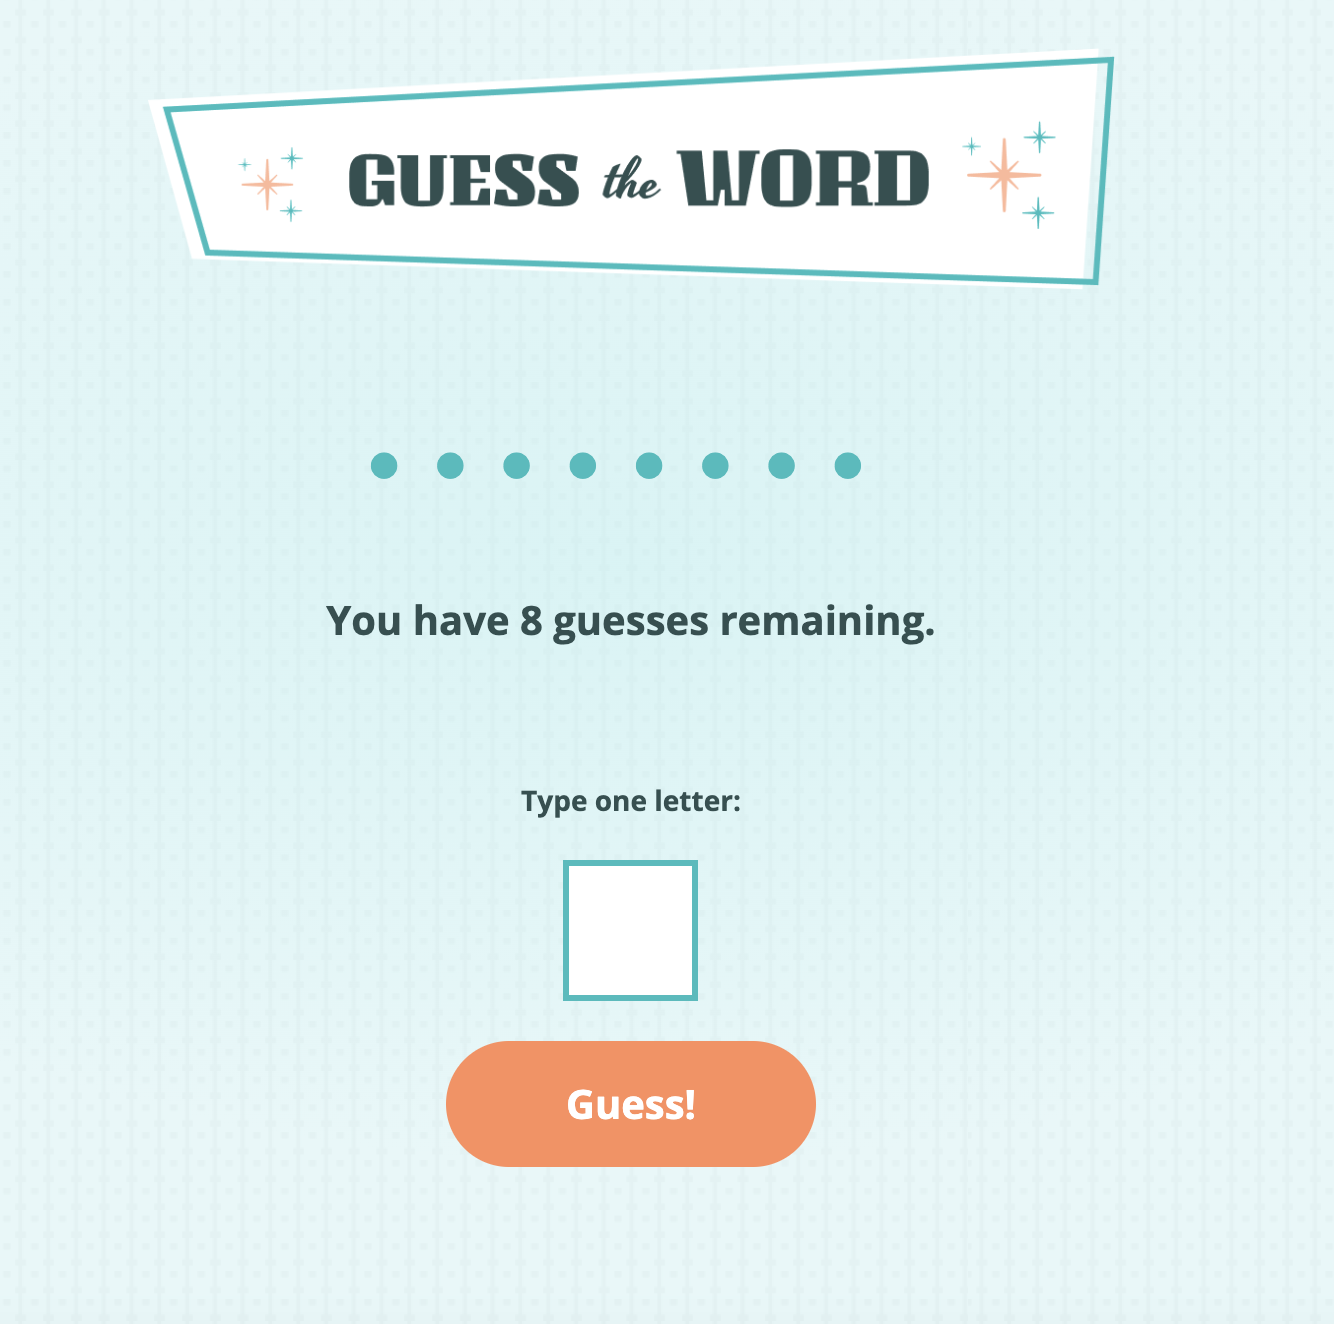 GUESS the WORD
● ● ● ● ● ● ● ●
You have 8 guesses remaining.
Type one letter:
Guess!